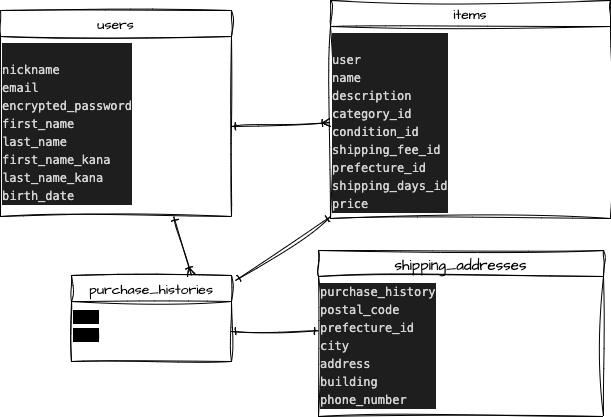 users
nickname
email
encrypted_password
first_name
last_name
first_name_kana
last_name_kana
birth_date
items
user
name
description
category_id
condition_id
shipping_fee_id
prefecture_id
shipping_days_id
price
purchase_histories
shipping_addresses
purchase_history
postal_code
prefecture_id
city
address
building
phone_number